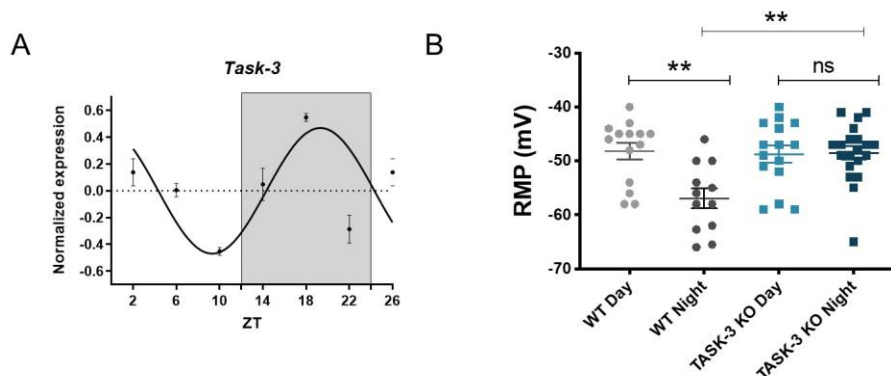 A
Task-3
Normalized expression
0.6
0.4
0.2
0.0
-0.2
-0.4
-0.6
2
6
10
14
18
22
26
ZT
B
**
**
ns
RMP (mV)
-30
-40
-50
-60
-70
WT Day
WT Night
TASK-3 KO Day
TASK-3 KO Night